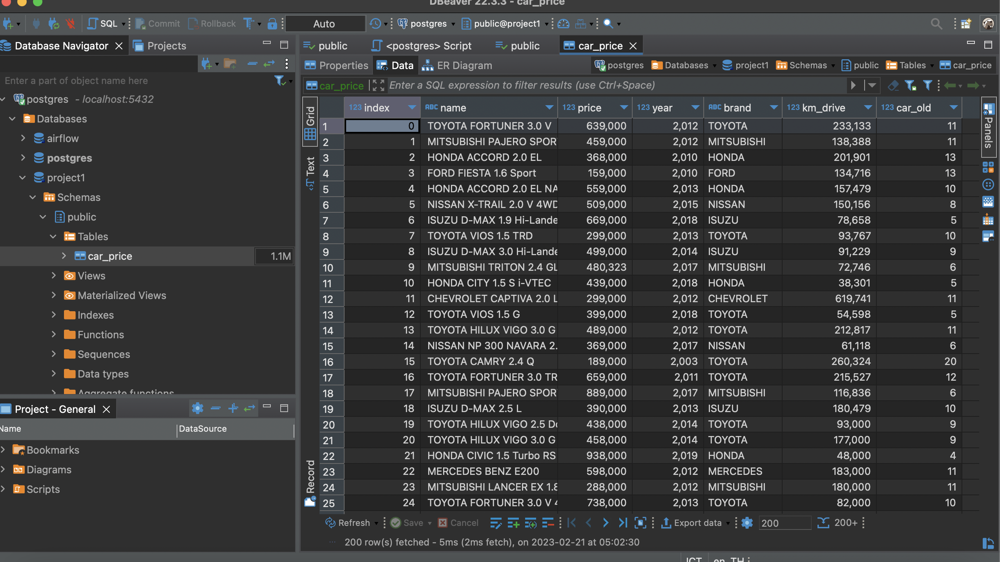 DBeaver 22.3.3 - car_price
SQL Commit Rollback Auto postgres public@project1
Database Navigator Projects
public <postgres> Script public car_price
Properties Data ER Diagram postgres Databases project1 Schemas public Tables car_price
Enter a part of object name here
car_price Enter a SQL expression to filter results (use Ctrl+Space)
postgres - localhost:5432
Databases
airflow
postgres
project1
Schemas
public
Tables
car_price 1.1M
Views
Materialized Views
Indexes
Functions
Sequences
Data types
Aggregate functions
Project - General
Name DataSource
Bookmarks
Diagrams
Scripts
Grid
Text
Record
Panels
123 index ABC name 123 price 123 year ABC brand 123 km_drive 123 car_old
1 0 TOYOTA FORTUNER 3.0 V 639,000 2,012 TOYOTA 233,133 11
2 1 MITSUBISHI PAJERO SPOR 459,000 2,012 MITSUBISHI 138,388 11
3 2 HONDA ACCORD 2.0 EL 368,000 2,010 HONDA 201,901 13
4 3 FORD FIESTA 1.6 Sport 159,000 2,010 FORD 134,716 13
5 4 HONDA ACCORD 2.0 EL NA 559,000 2,013 HONDA 157,479 10
6 5 NISSAN X-TRAIL 2.0 V 4WD 509,000 2,015 NISSAN 150,156 8
7 6 ISUZU D-MAX 1.9 Hi-Lande 669,000 2,018 ISUZU 78,658 5
8 7 TOYOTA VIOS 1.5 TRD 299,000 2,013 TOYOTA 93,767 10
9 8 ISUZU D-MAX 3.0 Hi-Lande 499,000 2,014 ISUZU 91,229 9
10 9 MITSUBISHI TRITON 2.4 GL 480,323 2,017 MITSUBISHI 72,746 6
11 10 HONDA CITY 1.5 S i-VTEC 439,000 2,018 HONDA 38,301 5
12 11 CHEVROLET CAPTIVA 2.0 L 299,000 2,012 CHEVROLET 619,741 11
13 12 TOYOTA VIOS 1.5 G 399,000 2,018 TOYOTA 54,598 5
14 13 TOYOTA HILUX VIGO 3.0 G 489,000 2,012 TOYOTA 212,817 11
15 14 NISSAN NP 300 NAVARA 2. 369,000 2,017 NISSAN 61,118 6
16 15 TOYOTA CAMRY 2.4 Q 189,000 2,003 TOYOTA 260,324 20
17 16 TOYOTA FORTUNER 3.0 TR 659,000 2,011 TOYOTA 215,527 12
18 17 MITSUBISHI PAJERO SPOR 889,000 2,017 MITSUBISHI 116,836 6
19 18 ISUZU D-MAX 2.5 L 390,000 2,013 ISUZU 180,479 10
20 19 TOYOTA HILUX VIGO 2.5 Do 438,000 2,014 TOYOTA 93,000 9
21 20 TOYOTA HILUX VIGO 3.0 G 458,000 2,014 TOYOTA 177,000 9
22 21 HONDA CIVIC 1.5 Turbo RS 938,000 2,019 HONDA 48,000 4
23 22 MERCEDES BENZ E200 598,000 2,012 MERCEDES 183,000 11
24 23 MITSUBISHI LANCER EX 1.8 288,000 2,012 MITSUBISHI 180,000 11
25 24 TOYOTA FORTUNER 3.0 V 4 738,000 2,013 TOYOTA 82,000 10
Refresh Save Cancel Export data 200 200+
200 row(s) fetched - 5ms (2ms fetch), on 2023-02-21 at 05:02:30
ICT en_TH